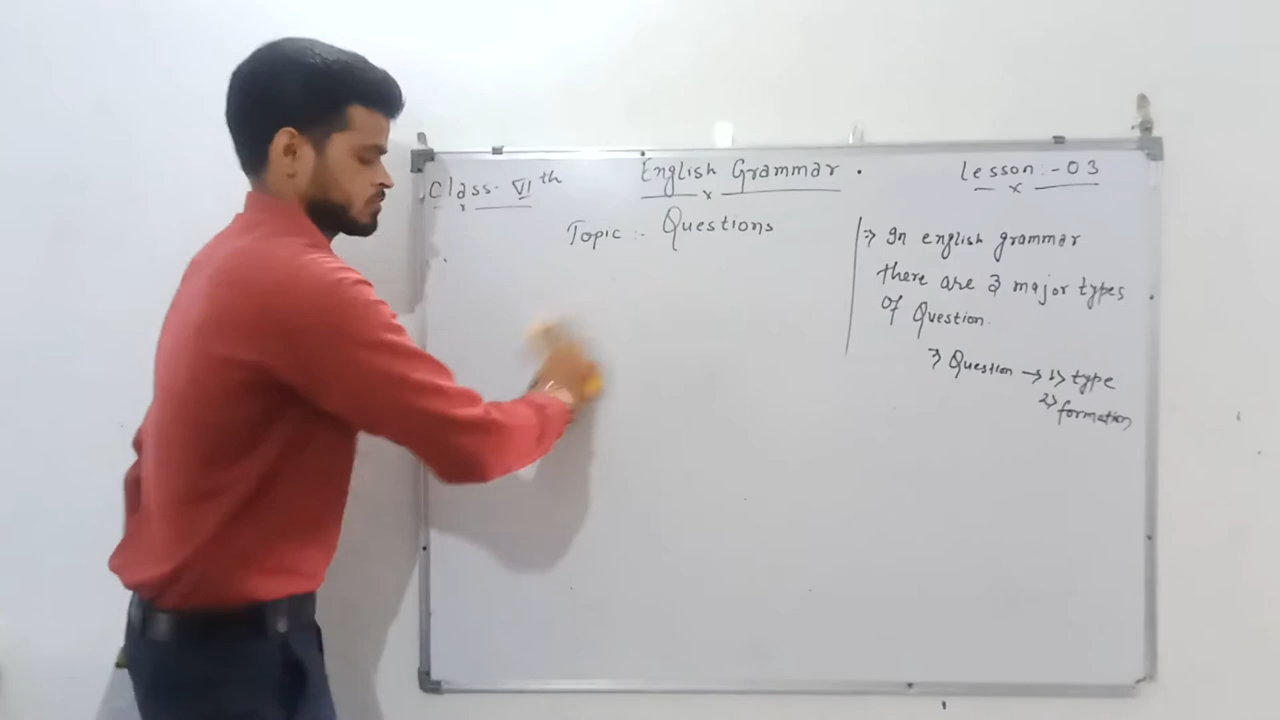 Class- VI th
English Grammar.
Lesson:-03
Topic:- Questions
⇒ In english grammar
there are 3 major types
Of Question.
⇒ Question → 1> type
2> formation